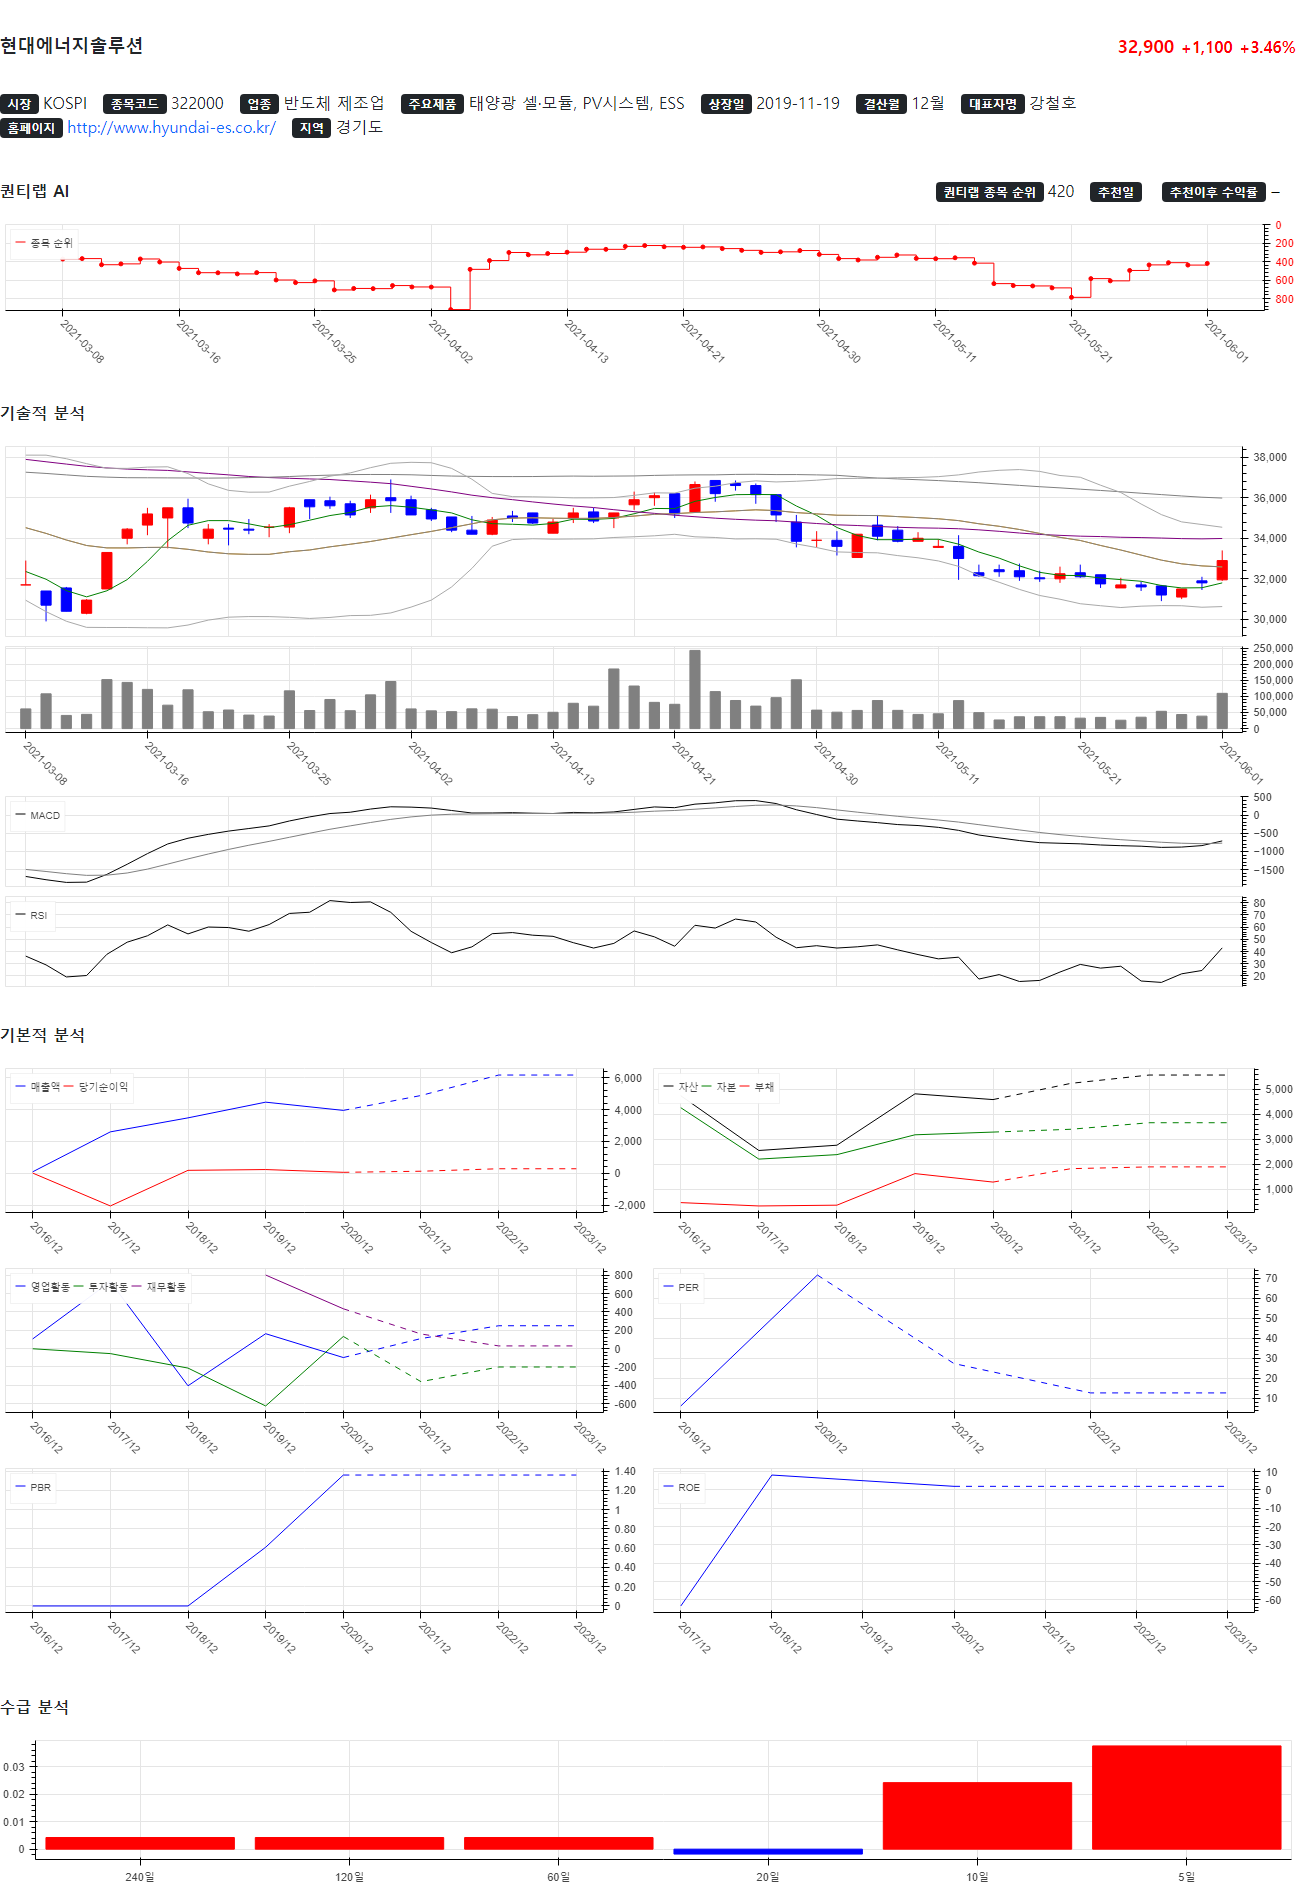 현대에너지솔루션 32,900 +1,100 +3.46%
시장 KOSPI 종목코드 322000 업종 반도체 제조업 주요제품 태양광 셀·모듈, PV시스템, ESS 상장일 2019-11-19 결산월 12월 대표자명 강철호
홈페이지 http://www.hyundai-es.co.kr/ 지역 경기도
퀀티랩 AI 퀀티랩 종목 순위 420 추천일 추천이후 수익률 –
종목 순위
0
200
400
600
800
2021-03-08 2021-03-16 2021-03-25 2021-04-02 2021-04-13 2021-04-21 2021-04-30 2021-05-11 2021-05-21 2021-06-01
기술적 분석
38,000
36,000
34,000
32,000
30,000
250,000
200,000
150,000
100,000
50,000
0
2021-03-08 2021-03-16 2021-03-25 2021-04-02 2021-04-13 2021-04-21 2021-04-30 2021-05-11 2021-05-21 2021-06-01
MACD
500
0
−500
−1000
−1500
RSI
80
70
60
50
40
30
20
기본적 분석
매출액 당기순이익
6,000
4,000
2,000
0
-2,000
2016/12 2017/12 2018/12 2019/12 2020/12 2021/12 2022/12 2023/12
자산 자본 부채
5,000
4,000
3,000
2,000
1,000
2016/12 2017/12 2018/12 2019/12 2020/12 2021/12 2022/12 2023/12
영업활동 투자활동 재무활동
800
600
400
200
0
-200
-400
-600
2016/12 2017/12 2018/12 2019/12 2020/12 2021/12 2022/12 2023/12
PER
70
60
50
40
30
20
10
2019/12 2020/12 2021/12 2022/12 2023/12
PBR
1.40
1.20
1
0.80
0.60
0.40
0.20
0
2016/12 2017/12 2018/12 2019/12 2020/12 2021/12 2022/12 2023/12
ROE
10
0
-10
-20
-30
-40
-50
-60
2017/12 2018/12 2019/12 2020/12 2021/12 2022/12 2023/12
수급 분석
0.03
0.02
0.01
0
240일 120일 60일 20일 10일 5일